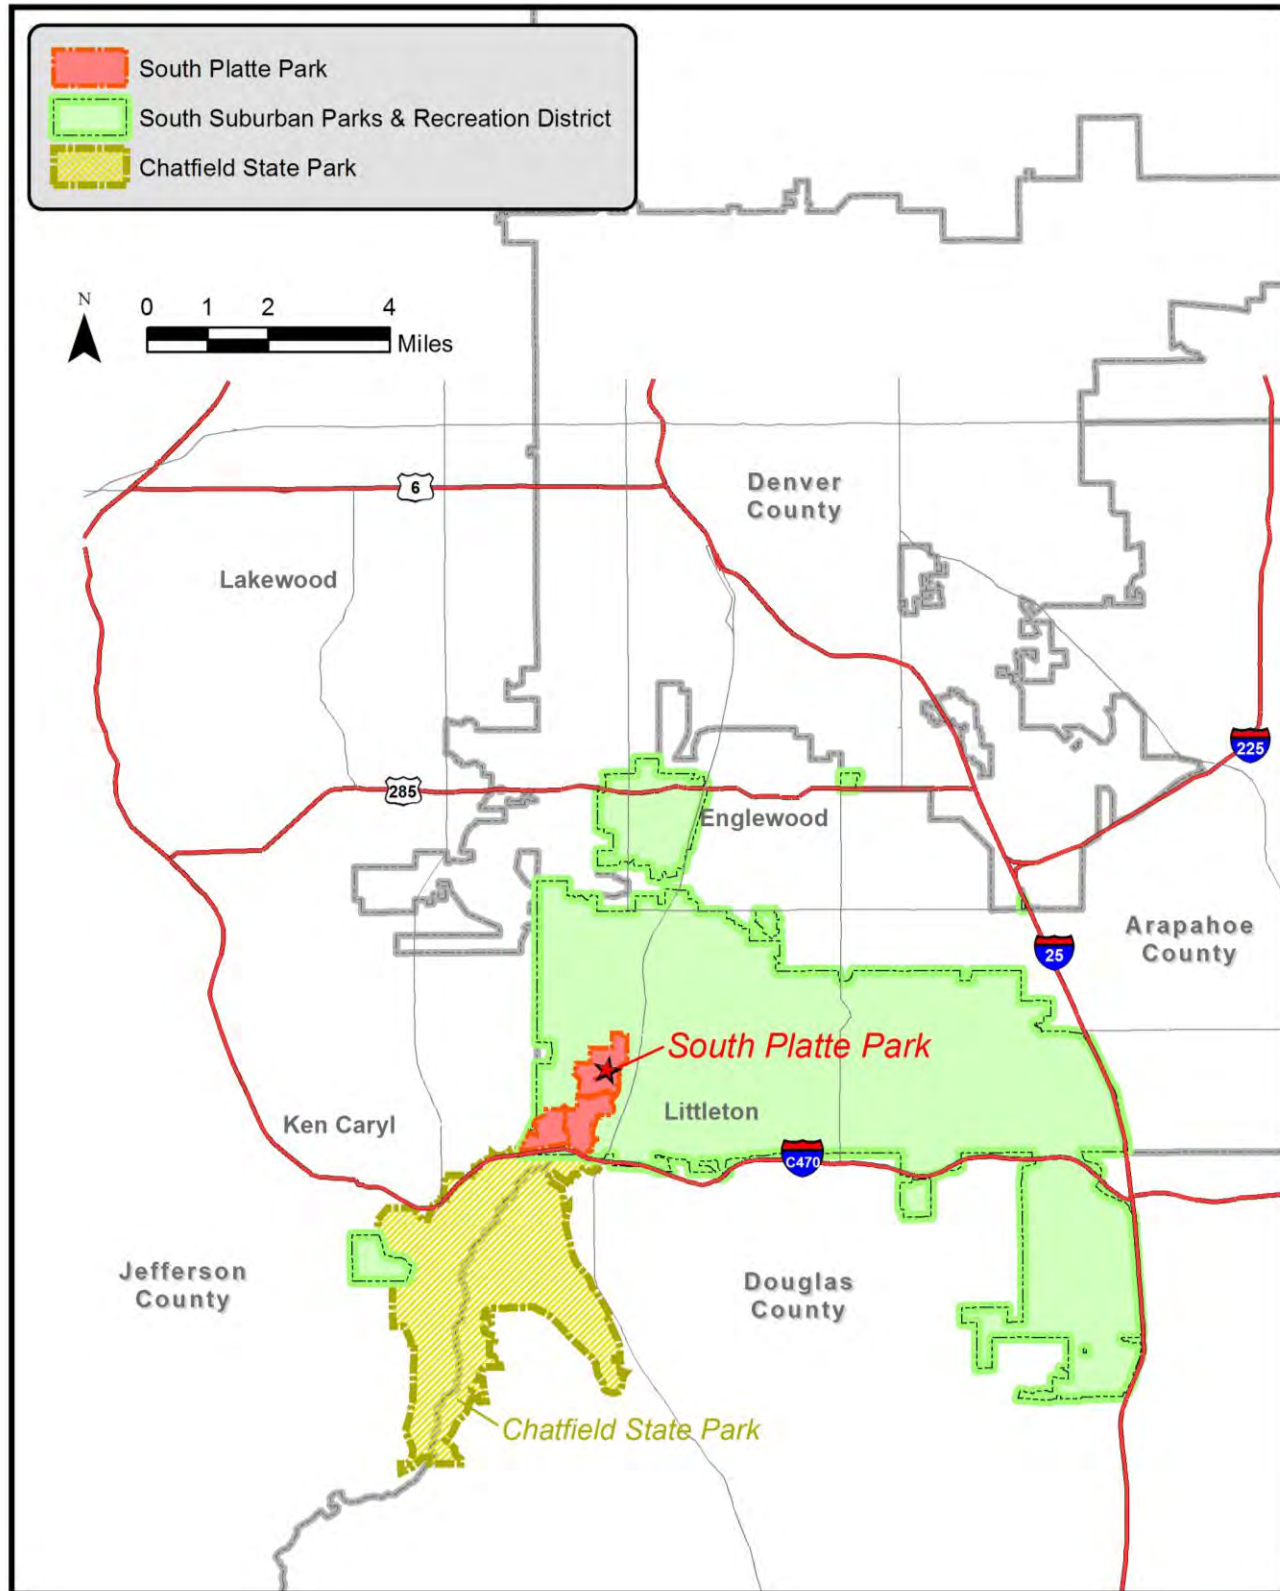 South Platte Park
South Suburban Parks & Recreation District
Chatfield State Park
N
0 1 2 4
Miles
6
Denver
County
Lakewood
225
285
Englewood
Arapahoe
County
25
South Platte Park
Ken Caryl
Littleton
C470
Jefferson
County
Douglas
County
Chatfield State Park